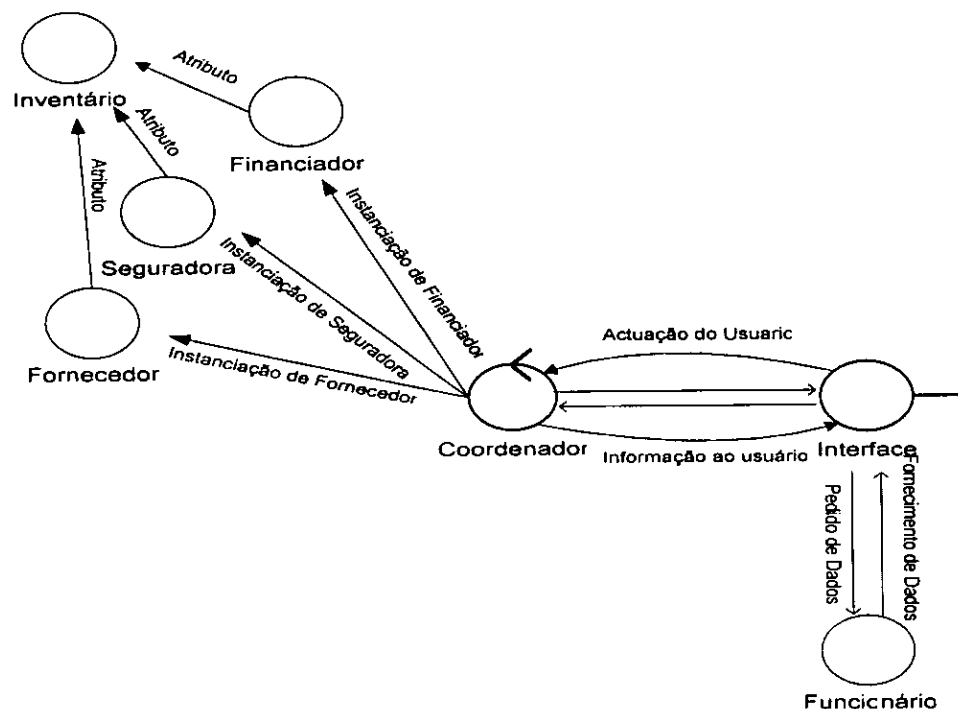 Atributo
Inventário
Atributo
Financiador
Atributo
Seguradora
Instanciação de Financiador
Instanciação de Seguradora
Fornecedor
Instanciação de Fornecedor
Actuação do Usuaric
Coordenador
Informação ao usuário
Interface
Pedido de Dados
Fornecimento de Dados
Funcicnário